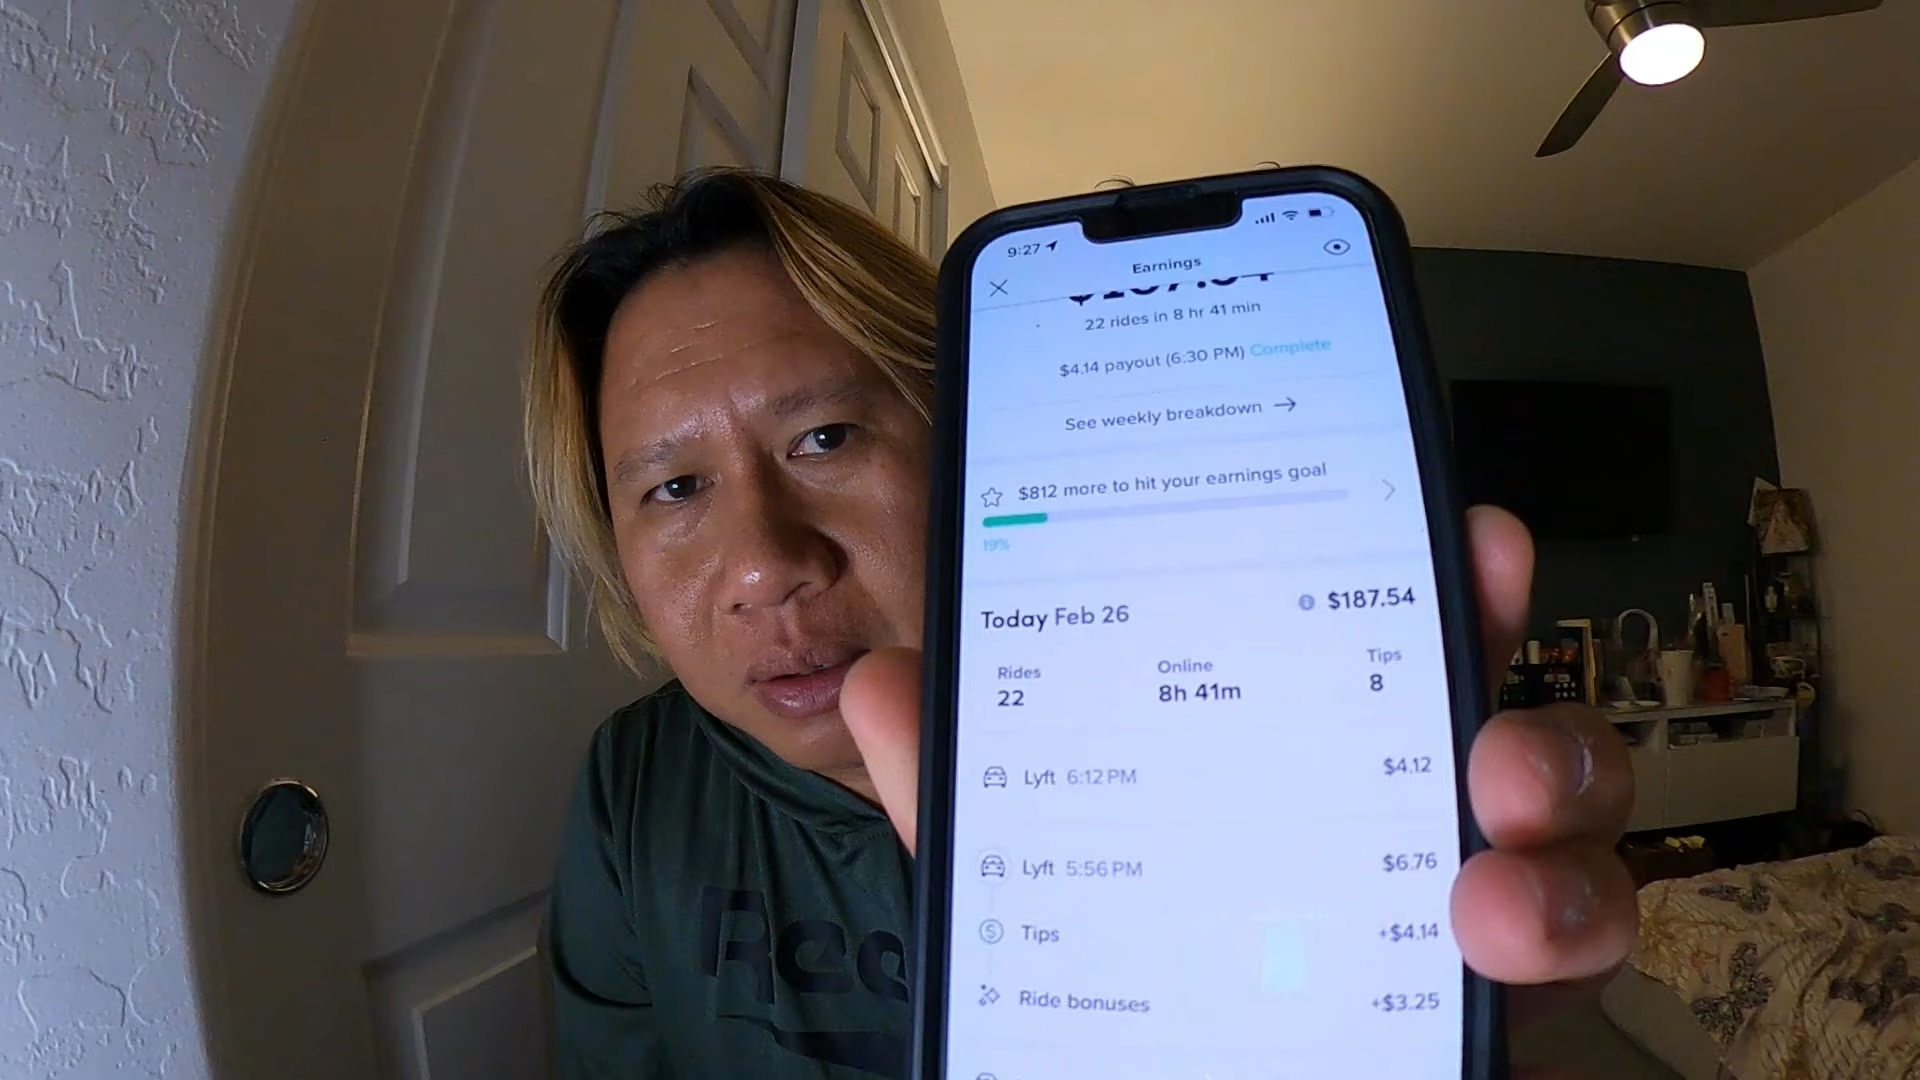 9:27
Earnings
22 rides in 8 hr 41 min
$4.14 payout (6:30 PM) Complete
See weekly breakdown →
$812 more to hit your earnings goal
19%
Today Feb 26 $187.54
Rides Online Tips
22 8h 41m 8
Lyft 6:12 PM $4.12
Lyft 5:56 PM $6.76
Tips +$4.14
Ride bonuses +$3.25
Ree